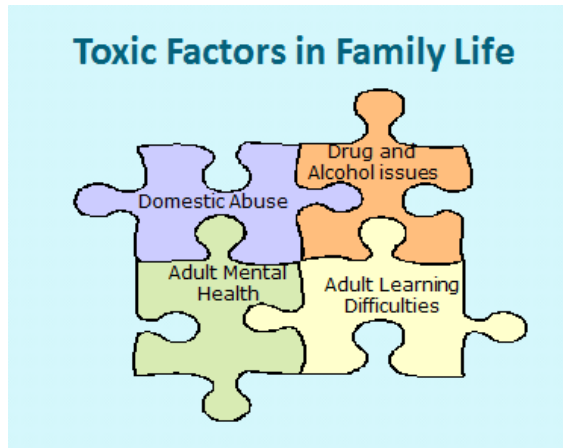 Toxic Factors in Family Life
Drug and
Alcohol issues
Domestic Abuse
Adult Mental
Health
Adult Learning
Difficulties